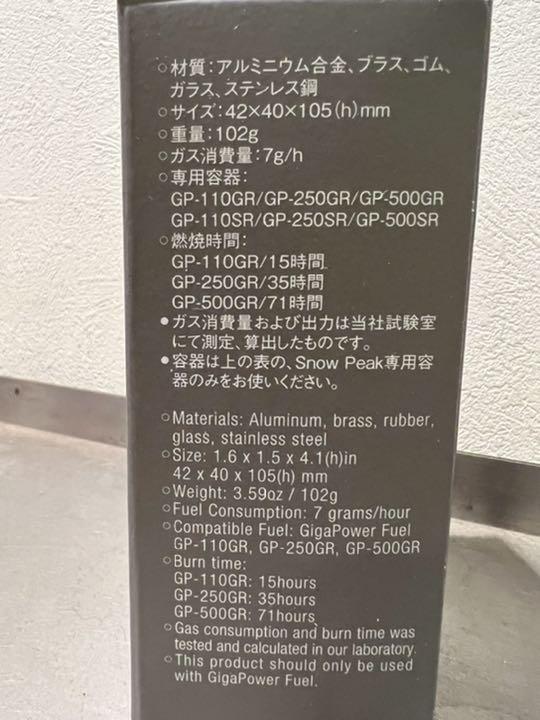 ○材質：アルミニウム合金、ブラス、ゴム、
ガラス、ステンレス鋼
○サイズ：42×40×105(h)mm
○重量：102g
○ガス消費量：7g/h
○専用容器：
GP-110GR/GP-250GR/GP-500GR
GP-110SR/GP-250SR/GP-500SR
○燃焼時間：
GP-110GR/15時間
GP-250GR/35時間
GP-500GR/71時間
●ガス消費量および出力は当社試験室
にて測定、算出したものです。
●容器は上の表の、Snow Peak専用容
器のみをお使いください。
○Materials: Aluminum, brass, rubber,
glass, stainless steel
○Size: 1.6 x 1.5 x 4.1(h)in
42 x 40 x 105(h) mm
○Weight: 3.59oz / 102g
○Fuel Consumption: 7 grams/hour
○Compatible Fuel: GigaPower Fuel
GP-110GR, GP-250GR, GP-500GR
○Burn time:
GP-110GR: 15hours
GP-250GR: 35hours
GP-500GR: 71hours
○Gas consumption and burn time was
tested and calculated in our laboratory.
○This product should only be used
with GigaPower Fuel.